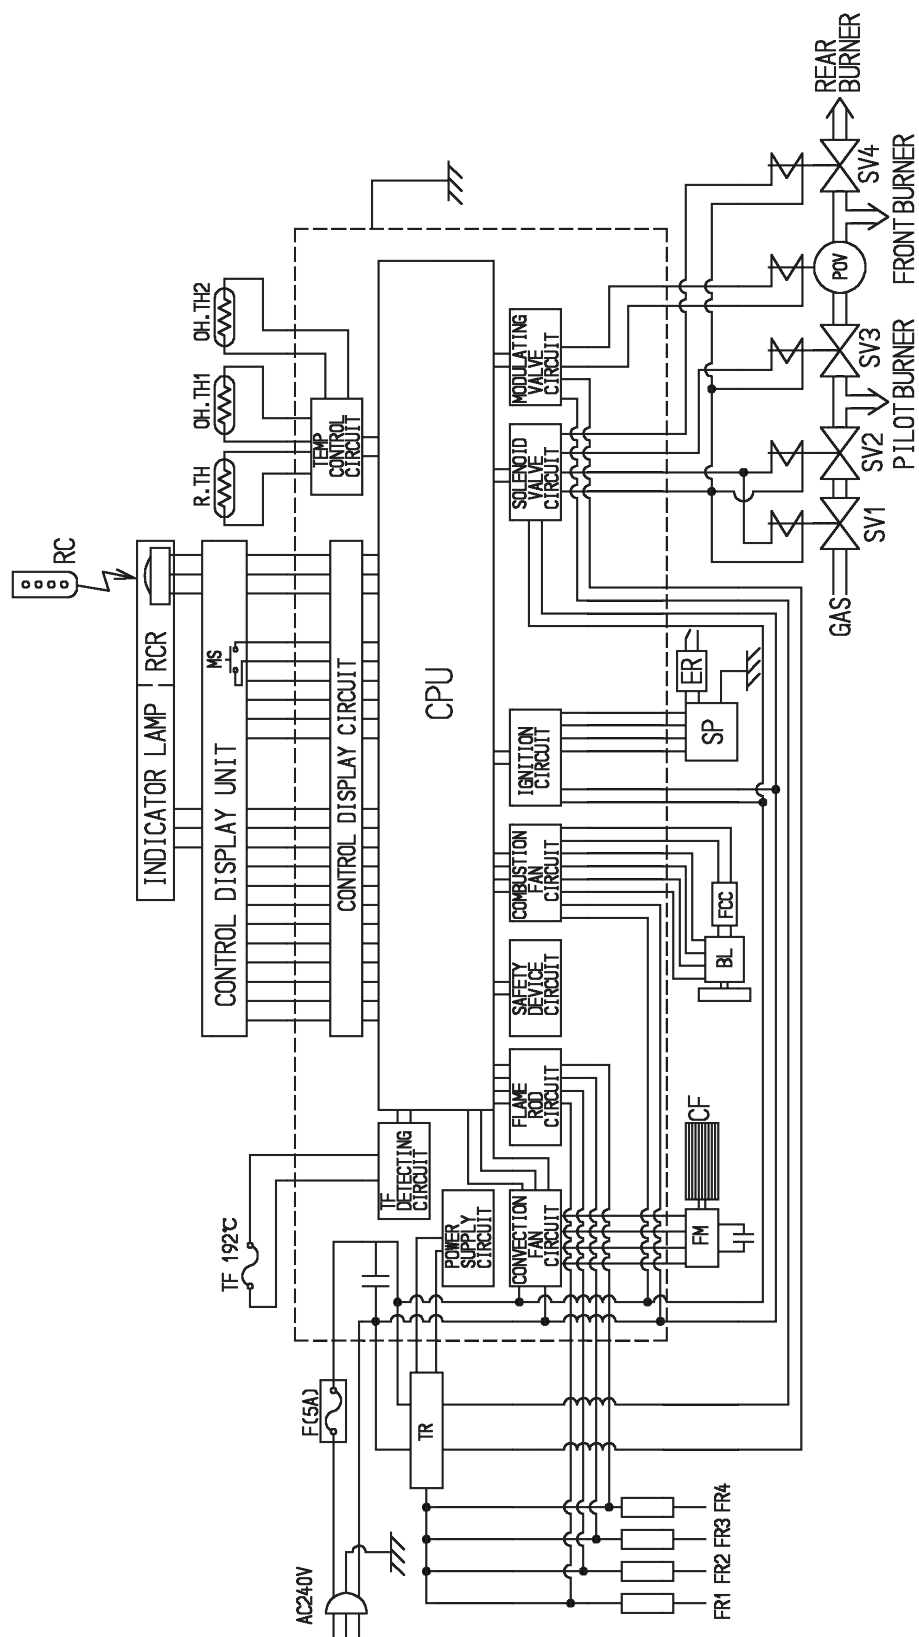 AC240V
F(5A)
TF 192℃
TR
FR1
FR2
FR3
FR4
POWER
SUPPLY
CIRCUIT
TF
DETECTING
CIRCUIT
CONVECTION
FAN
CIRCUIT
FLAME
ROD
CIRCUIT
SAFETY
DEVICE
CIRCUIT
COMBUSTION
FAN
CIRCUIT
IGNITION
CIRCUIT
SOLENOID
VALVE
CIRCUIT
MODULATING
VALVE
CIRCUIT
CPU
CONTROL DISPLAY CIRCUIT
CONTROL DISPLAY UNIT
INDICATOR LAMP
RCR
RC
MS
TEMP
CONTROL
CIRCUIT
R.TH
OH.TH1
OH.TH2
FM
CF
BL
FCC
SP
ER
GAS
SV1
SV2
PILOT BURNER
SV3
POV
FRONT BURNER
SV4
REAR
BURNER